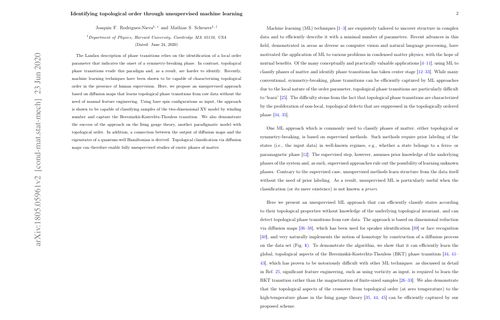 Identifying topological order through unsupervised machine learning
Joaquin F. Rodriguez-Nieva and Mathias S. Scheurer
Department of Physics, Harvard University, Cambridge MA 02138, USA
(Dated: June 24, 2020)
The Landau description of phase transitions relies on the identification of a local order
parameter that indicates the onset of a symmetry-breaking phase. In contrast, topological
phase transitions evade this paradigm and, as a result, are harder to identify. Recently,
machine learning techniques have been shown to be capable of characterizing topological
order in the presence of human supervision. Here, we propose an unsupervised approach
based on diffusion maps that learns topological phase transitions from raw data without the
need of manual feature engineering. Using bare spin configurations as input, the approach
is shown to be capable of classifying samples of the two-dimensional XY model by winding
number and capture the Berezinskii-Kosterlitz-Thouless transition. We also demonstrate
the success of the approach on the Ising gauge theory, another paradigmatic model with
topological order. In addition, a connection between the output of diffusion maps and the
eigenstates of a quantum-well Hamiltonian is derived. Topological classification via diffusion
maps can therefore enable fully unsupervised studies of exotic phases of matter.
arXiv:1805.05961v2 [cond-mat.stat-mech] 23 Jun 2020
2
Machine learning (ML) techniques [1–3] are exquisitely tailored to uncover structure in complex
data and to efficiently describe it with a minimal number of parameters. Recent advances in this
field, demonstrated in areas as diverse as computer vision and natural language processing, have
motivated the application of ML to various problems in condensed matter physics, with the hope of
mutual benefits. Of the many conceptually and practically valuable applications [4–11], using ML to
classify phases of matter and identify phase transitions has taken center stage [12–33]. While many
conventional, symmetry-breaking, phase transitions can be efficiently captured by ML approaches
due to the local nature of the order parameter, topological phase transitions are particularly difficult
to 'learn' [25]. The difficulty stems from the fact that topological phase transitions are characterized
by the proliferation of non-local, topological defects that are suppressed in the topologically ordered
phase [34, 35].
One ML approach which is commonly used to classify phases of matter, either topological or
symmetry-breaking, is based on supervised methods. Such methods require prior labeling of the
states (i.e., the input data) in well-known regimes, e.g., whether a state belongs to a ferro- or
paramagnetic phase [12]. The supervised step, however, assumes prior knowledge of the underlying
phases of the system and, as such, supervised approaches rule out the possibility of learning unknown
phases. Contrary to the supervised case, unsupervised methods learn structure from the data itself
without the need of prior labeling. As a result, unsupervised ML is particularly useful when the
classification (or its mere existence) is not known a priori.
Here we present an unsupervised ML approach that can efficiently classify states according
to their topological properties without knowledge of the underlying topological invariant, and can
detect topological phase transitions from raw data. The approach is based on dimensional reduction
via diffusion maps [36–38], which has been used for speaker identification [39] or face recognition
[40], and very naturally implements the notion of homotopy by construction of a diffusion process
on the data set (Fig. 1). To demonstrate the algorithm, we show that it can efficiently learn the
global, topological aspects of the Berezinskii-Kosterlitz-Thouless (BKT) phase transition [34, 41–
43], which has proven to be notoriously difficult with other ML techniques: as discussed in detail
in Ref. 25, significant feature engineering, such as using vorticity as input, is required to learn the
BKT transition rather than the magnetization of finite-sized samples [26–33]. We also demonstrate
that the topological aspects of the crossover from topological order (at zero temperature) to the
high-temperature phase in the Ising gauge theory [35, 44, 45] can be efficiently captured by our
proposed scheme.